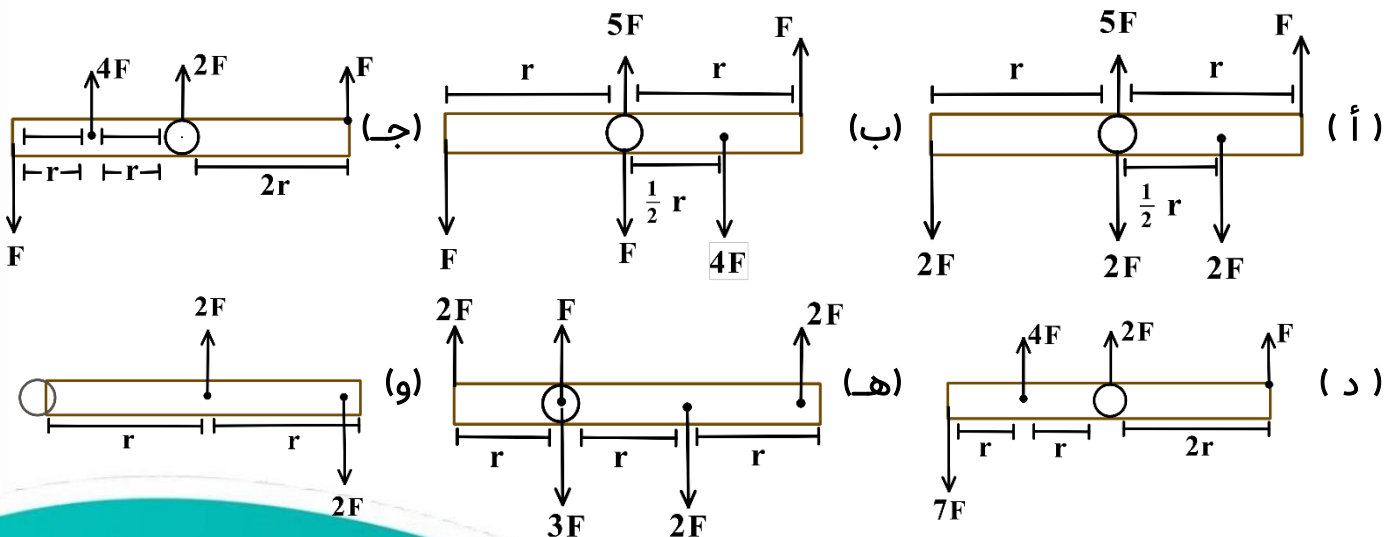 ( أ )
5F F
r r
1/2 r
2F 2F 2F
(ب)
5F F
r r
1/2 r
F F 4F
(جـ)
4F 2F F
r r 2r
F
( د )
4F 2F F
r r 2r
7F
(هـ)
2F F 2F
r r r
3F 2F
(و)
2F
r r
2F